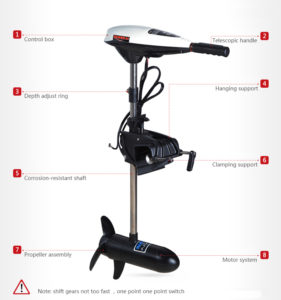 1
Control box
2
Telescopic handle
3
Depth adjust ring
4
Hanging support
5
Corrosion-resistant shaft
6
Clamping support
7
Propeller assembly
8
Motor system
Note: shift gears not too fast , one point one point switch